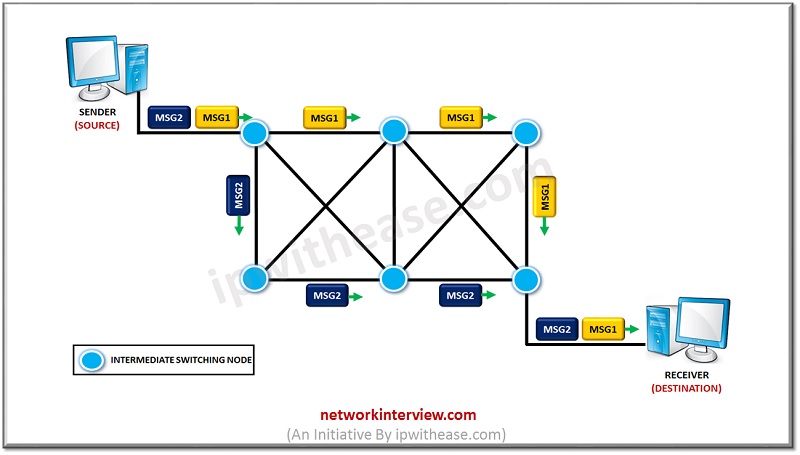 SENDER
(SOURCE)
MSG2
MSG1
MSG1
MSG1
MSG2
MSG1
ipwithease.com
MSG2
MSG2
MSG2
MSG1
INTERMEDIATE SWITCHING NODE
RECEIVER
(DESTINATION)
networkinterview.com
(An Initiative By ipwithease.com)